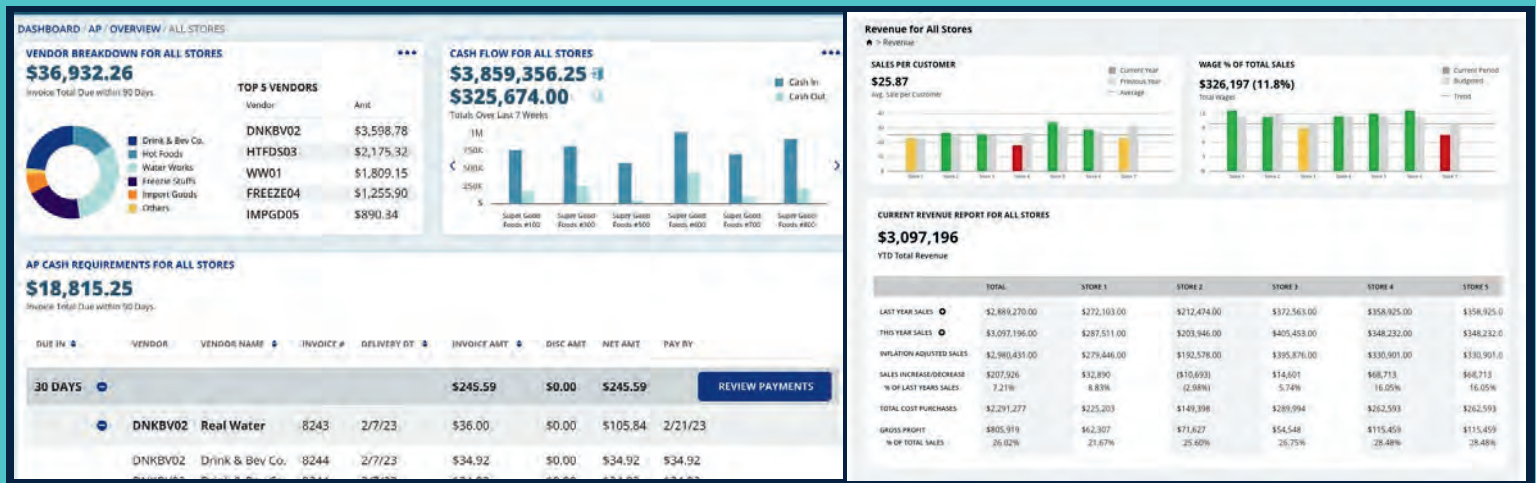 DASHBOARD / AP / OVERVIEW / ALL STORES
VENDOR BREAKDOWN FOR ALL STORES
$36,932.26
Invoice Total Due within 90 Days
TOP 5 VENDORS
Vendor Amt
DNKBV02 $3,598.78
HTFDS03 $2,175.32
WW01 $1,809.15
FREEZE04 $1,255.90
IMPGD05 $890.34
Drink & Bev Co.
Hot Foods
Water Works
Freezie Stuffs
Import Goods
Others
CASH FLOW FOR ALL STORES
$3,859,356.25
$325,674.00
Totals Over Last 7 Weeks
Cash In
Cash Out
1M
750K
500K
250K
$
Super Good Foods #100
Super Good Foods #300
Super Good Foods #500
Super Good Foods #600
Super Good Foods #700
Super Good Foods #800
AP CASH REQUIREMENTS FOR ALL STORES
$18,815.25
Invoice Total Due within 90 Days
DUE IN VENDOR VENDOR NAME INVOICE # DELIVERY DT INVOICE AMT DISC AMT NET AMT PAY BY
30 DAYS $245.59 $0.00 $245.59 REVIEW PAYMENTS
DNKBV02 Real Water 8243 2/7/23 $36.00 $0.00 $105.84 2/21/23
DNKBV02 Drink & Bev Co. 8244 2/7/23 $34.92 $0.00 $34.92 $34.92
Revenue for All Stores
> Revenue
SALES PER CUSTOMER
$25.87
Avg. Sale per Customer
Current Year
Previous Year
Average
Store 1 Store 2 Store 3 Store 4 Store 5 Store 6 Store 7
WAGE % OF TOTAL SALES
$326,197 (11.8%)
Total Wages
Current Period
Budgeted
Trend
CURRENT REVENUE REPORT FOR ALL STORES
$3,097,196
YTD Total Revenue
TOTAL STORE 1 STORE 2 STORE 3 STORE 4 STORE 5
LAST YEAR SALES $2,889,270.00 $272,103.00 $212,474.00 $372,563.00 $358,925.00 $358,925.0
THIS YEAR SALES $3,097,196.00 $287,511.00 $203,946.00 $405,453.00 $348,232.00 $348,232.0
INFLATION ADJUSTED SALES $2,980,431.00 $279,446.00 $192,578.00 $395,876.00 $330,901.00 $330,901.0
SALES INCREASE/DECREASE $207,926 $32,890 ($10,693) $14,601 $68,713 $68,713
% OF LAST YEARS SALES 7.21% 8.83% (2.98%) 5.74% 16.05% 16.05%
TOTAL COST PURCHASES $2,291,277 $225,203 $149,398 $289,994 $262,593 $262,593
GROSS PROFIT $805,919 $62,307 $71,627 $54,548 $115,459 $115,459
% OF TOTAL SALES 26.02% 21.67% 25.60% 26.75% 28.48% 28.48%